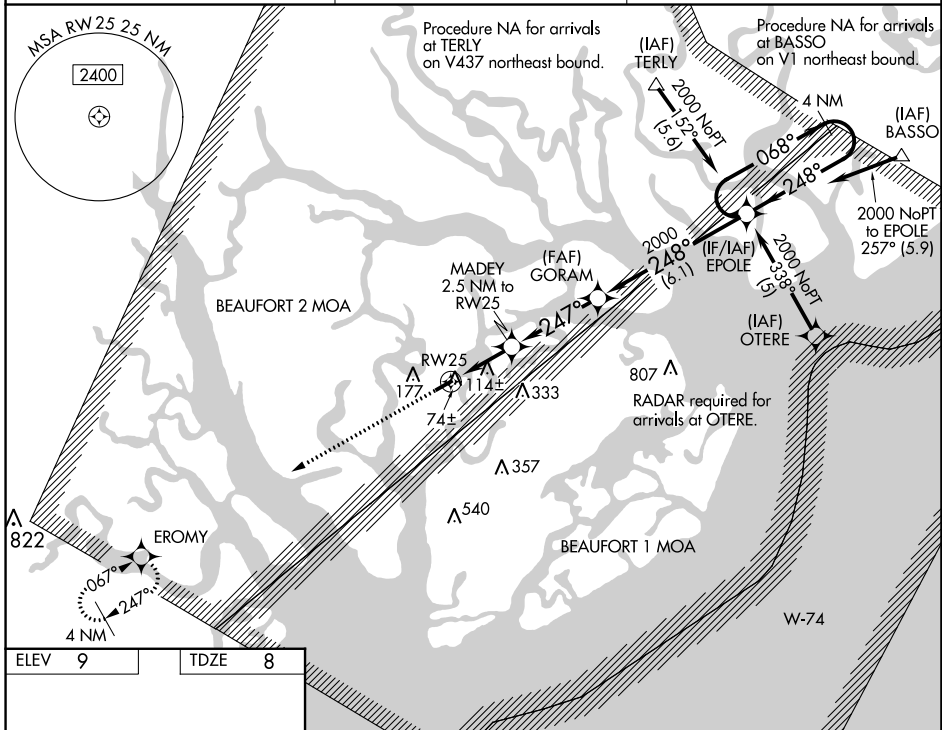 MSA RW 25 25 NM
2400
Procedure NA for arrivals
at TERLY
on V437 northeast bound.
Procedure NA for arrivals
at BASSO
on V1 northeast bound.
(IAF)
TERLY
2000 NoPT
152°
(5.6)
4 NM
(IAF)
BASSO
068°
248°
2000 NoPT
to EPOLE
257° (5.9)
(IF/IAF)
EPOLE
2000
248°
(6.1)
2000 NoPT
338°
(5)
(FAF)
GORAM
MADEY
2.5 NM to
RW25
247°
BEAUFORT 2 MOA
(IAF)
OTERE
RW25
177
114±
74±
333
807
RADAR required for
arrivals at OTERE.
357
540
822
EROMY
067°
247°
4 NM
BEAUFORT 1 MOA
W-74
ELEV 9
TDZE 8